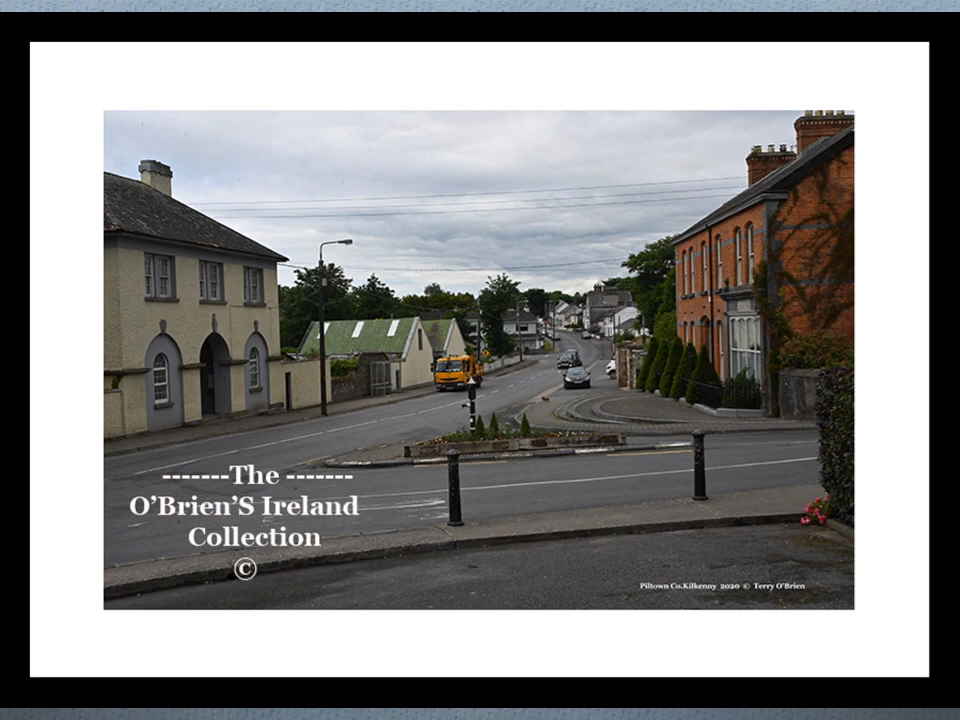 -------The -------
O’Brien’S Ireland
Collection
©
Piltown Co.Kilkenny 2020 © Terry O’Brien